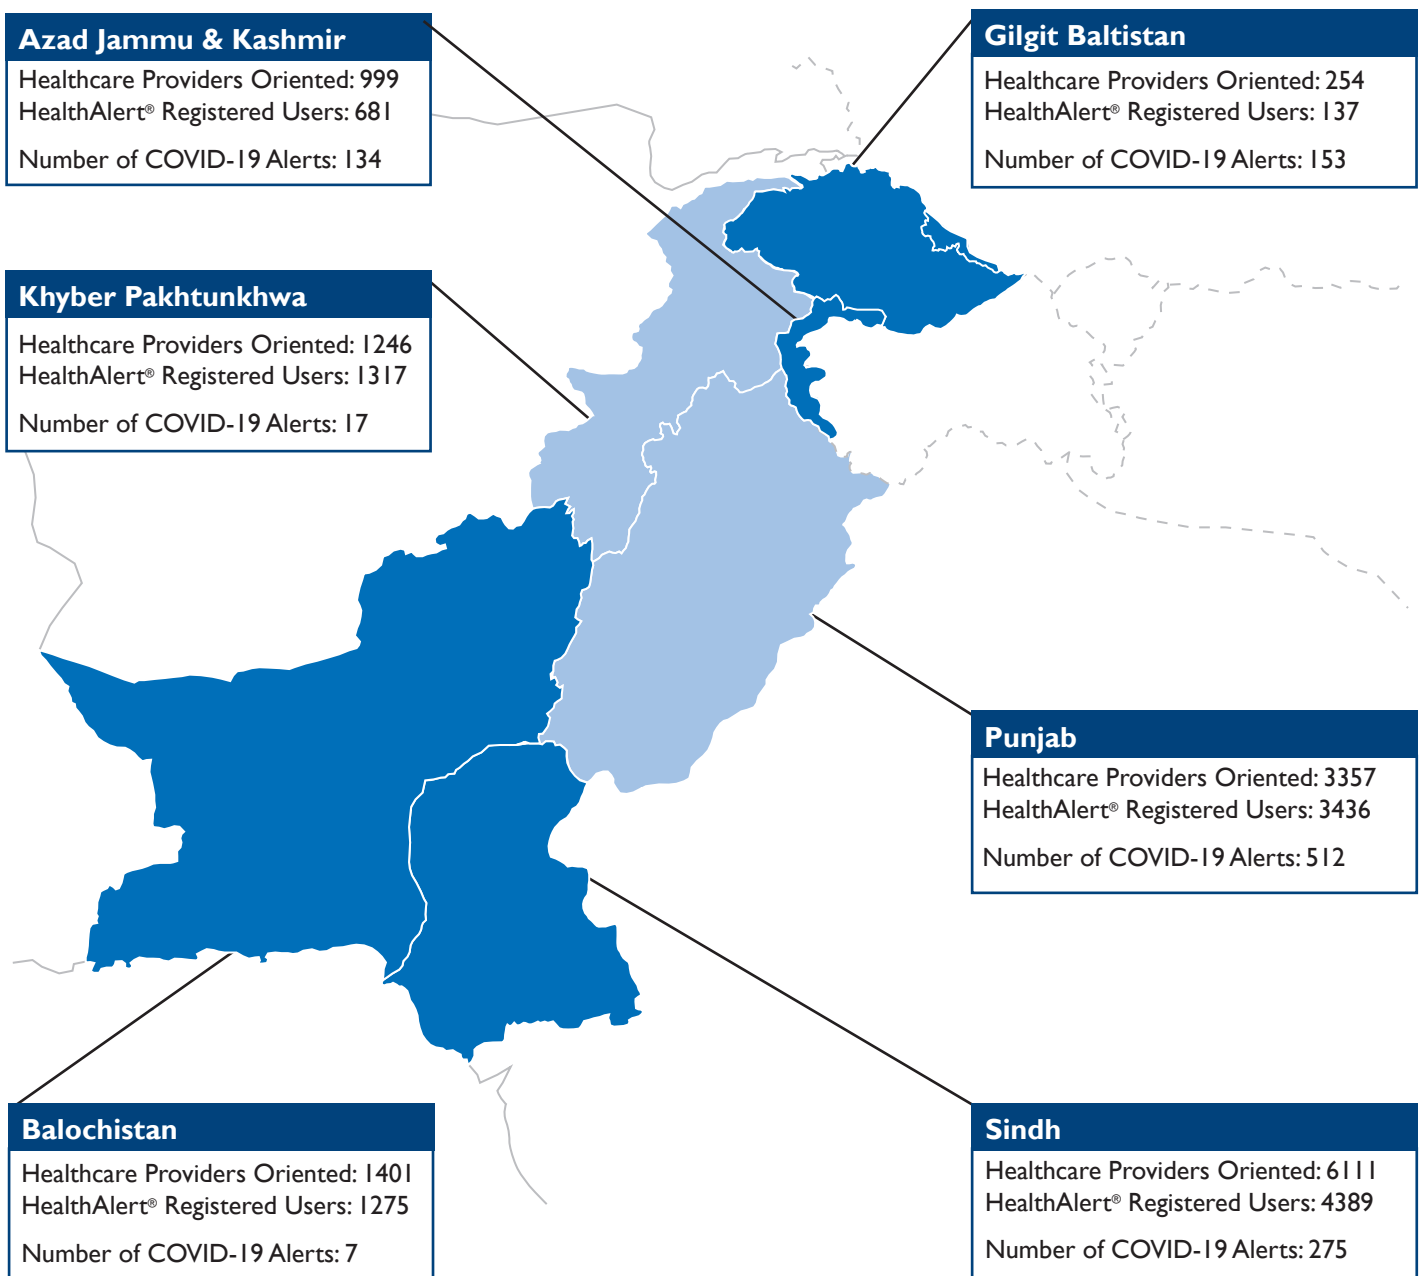 Azad Jammu & Kashmir
Healthcare Providers Oriented: 999
HealthAlert® Registered Users: 681
Number of COVID-19 Alerts: 134
Gilgit Baltistan
Healthcare Providers Oriented: 254
HealthAlert® Registered Users: 137
Number of COVID-19 Alerts: 153
Khyber Pakhtunkhwa
Healthcare Providers Oriented: 1246
HealthAlert® Registered Users: 1317
Number of COVID-19 Alerts: 17
Punjab
Healthcare Providers Oriented: 3357
HealthAlert® Registered Users: 3436
Number of COVID-19 Alerts: 512
Balochistan
Healthcare Providers Oriented: 1401
HealthAlert® Registered Users: 1275
Number of COVID-19 Alerts: 7
Sindh
Healthcare Providers Oriented: 6111
HealthAlert® Registered Users: 4389
Number of COVID-19 Alerts: 275